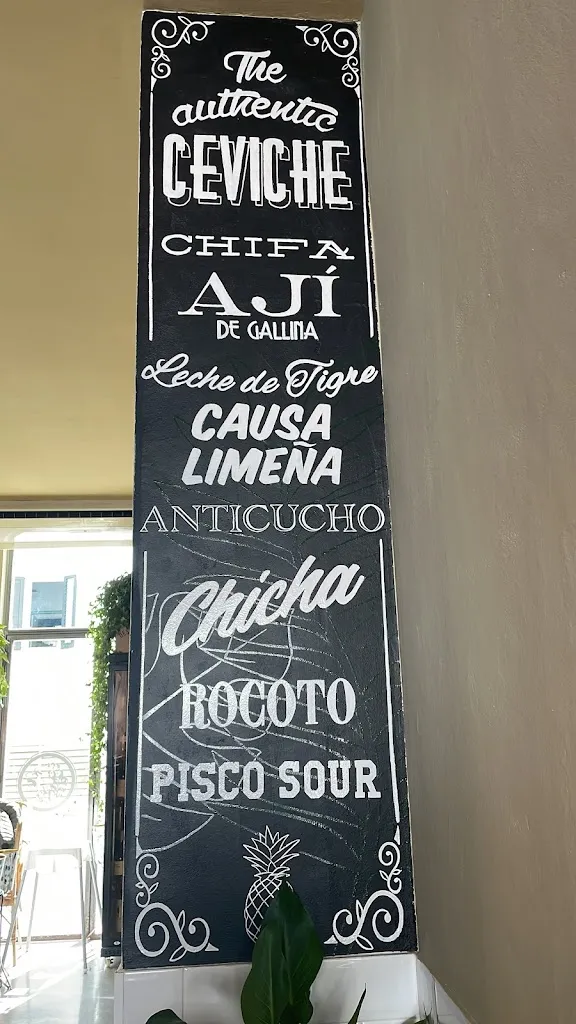 The
authentic
CEVICHE
CHIFA
AJÍ
DE GALLINA
Leche de Tigre
CAUSA
LIMEÑA
ANTICUCHO
Chicha
ROCOTO
PISCO SOUR